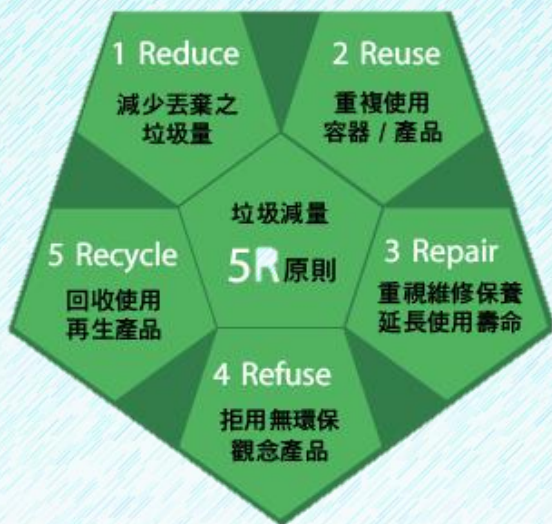 1 Reduce
減少丟棄之
垃圾量
2 Reuse
重複使用
容器 / 產品
垃圾減量
5R原則
3 Repair
重視維修保養
延長使用壽命
4 Refuse
拒用無環保
觀念產品
5 Recycle
回收使用
再生產品